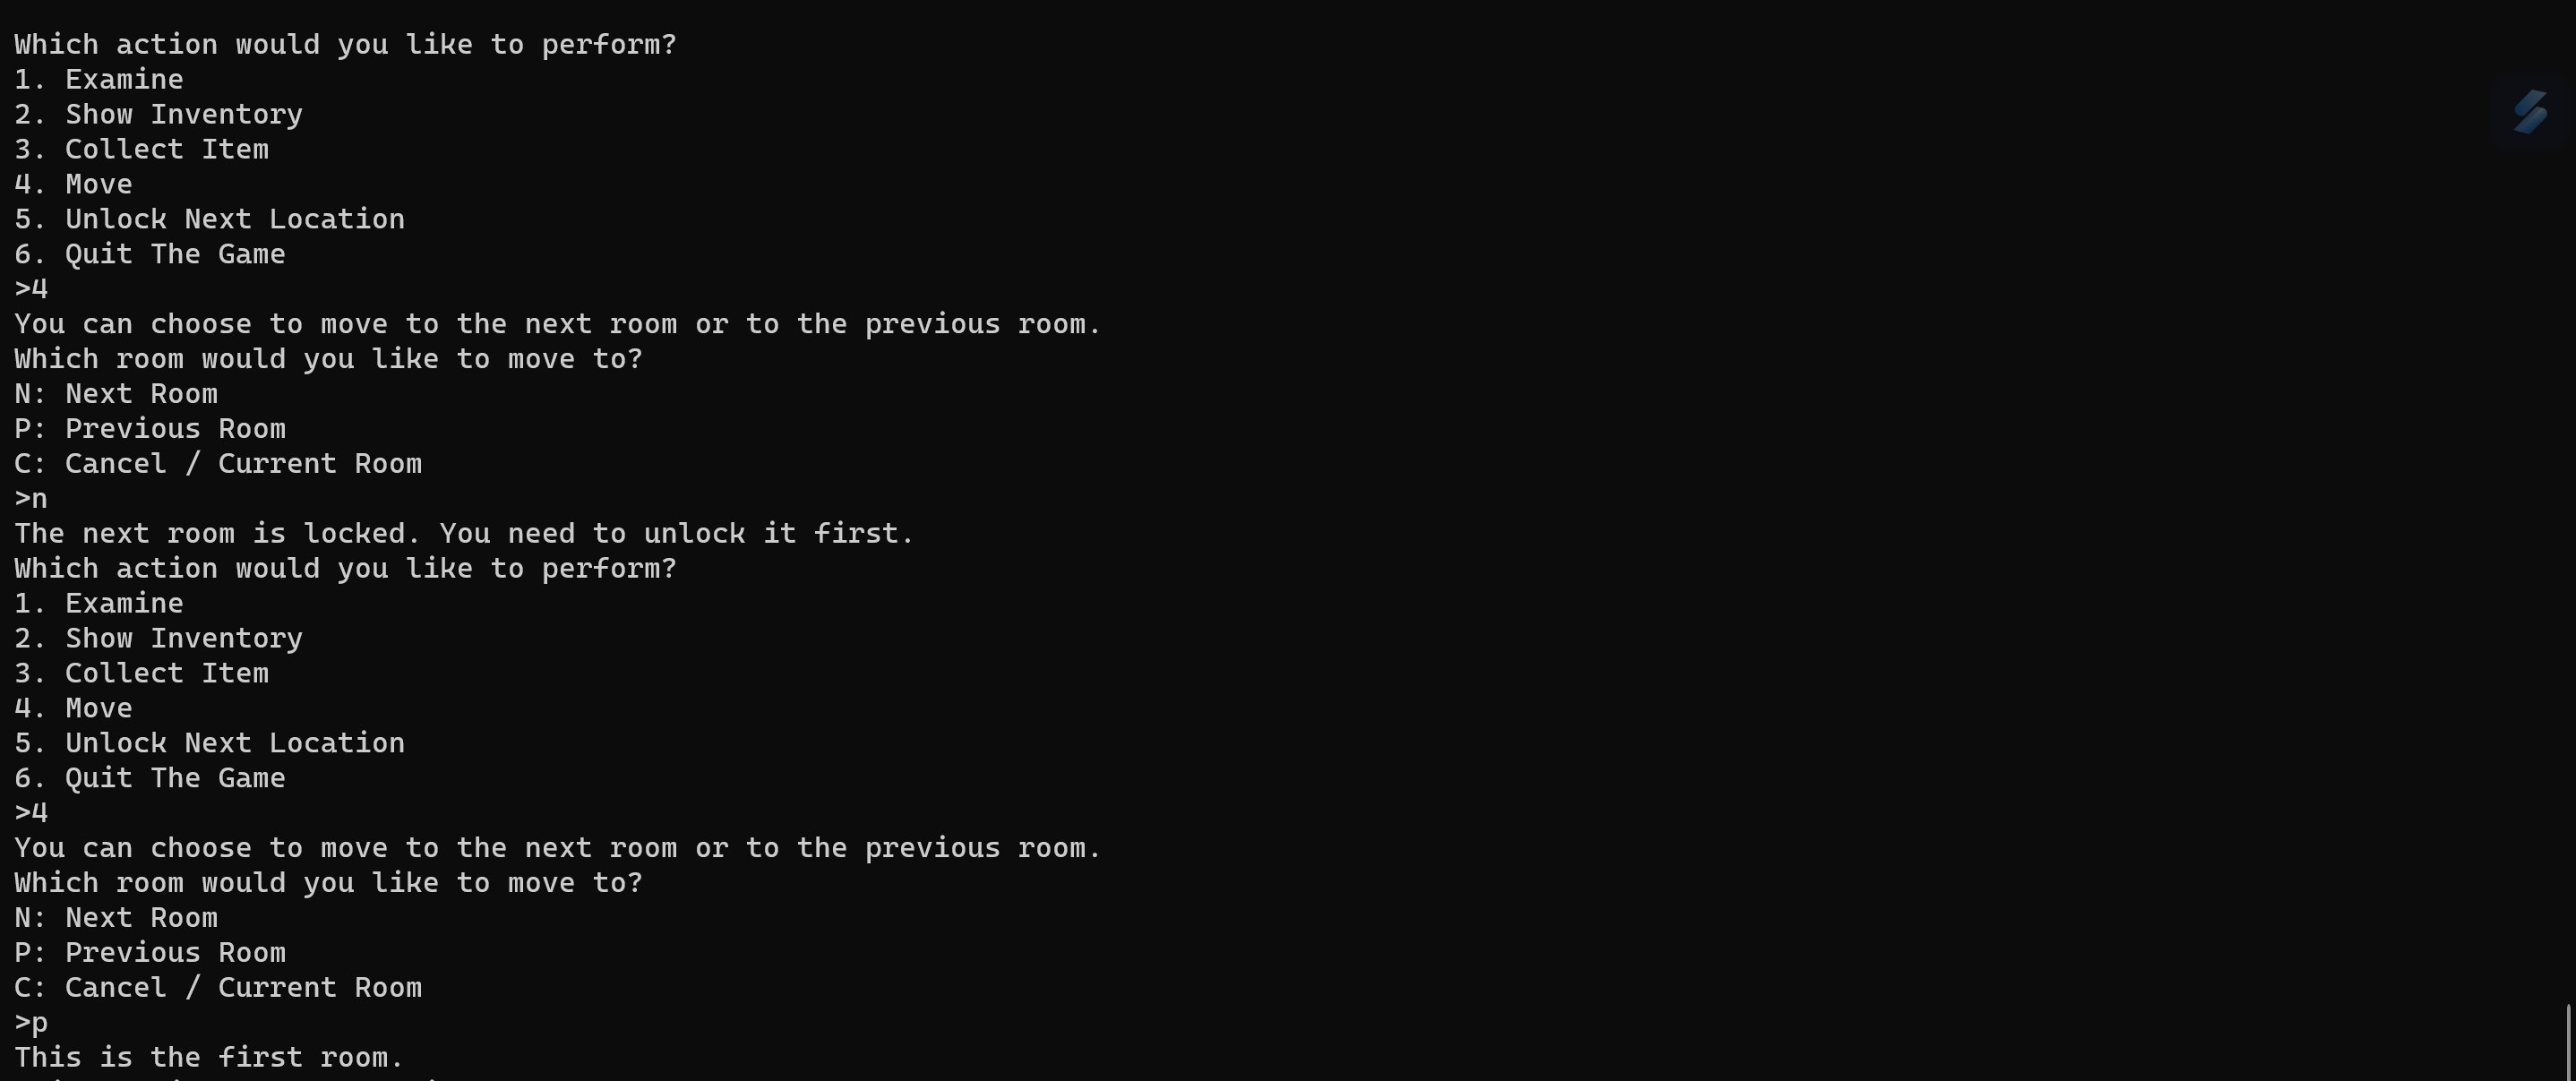 Which action would you like to perform?
1. Examine
2. Show Inventory
3. Collect Item
4. Move
5. Unlock Next Location
6. Quit The Game
>4
You can choose to move to the next room or to the previous room.
Which room would you like to move to?
N: Next Room
P: Previous Room
C: Cancel / Current Room
>n
The next room is locked. You need to unlock it first.
Which action would you like to perform?
1. Examine
2. Show Inventory
3. Collect Item
4. Move
5. Unlock Next Location
6. Quit The Game
>4
You can choose to move to the next room or to the previous room.
Which room would you like to move to?
N: Next Room
P: Previous Room
C: Cancel / Current Room
>p
This is the first room.